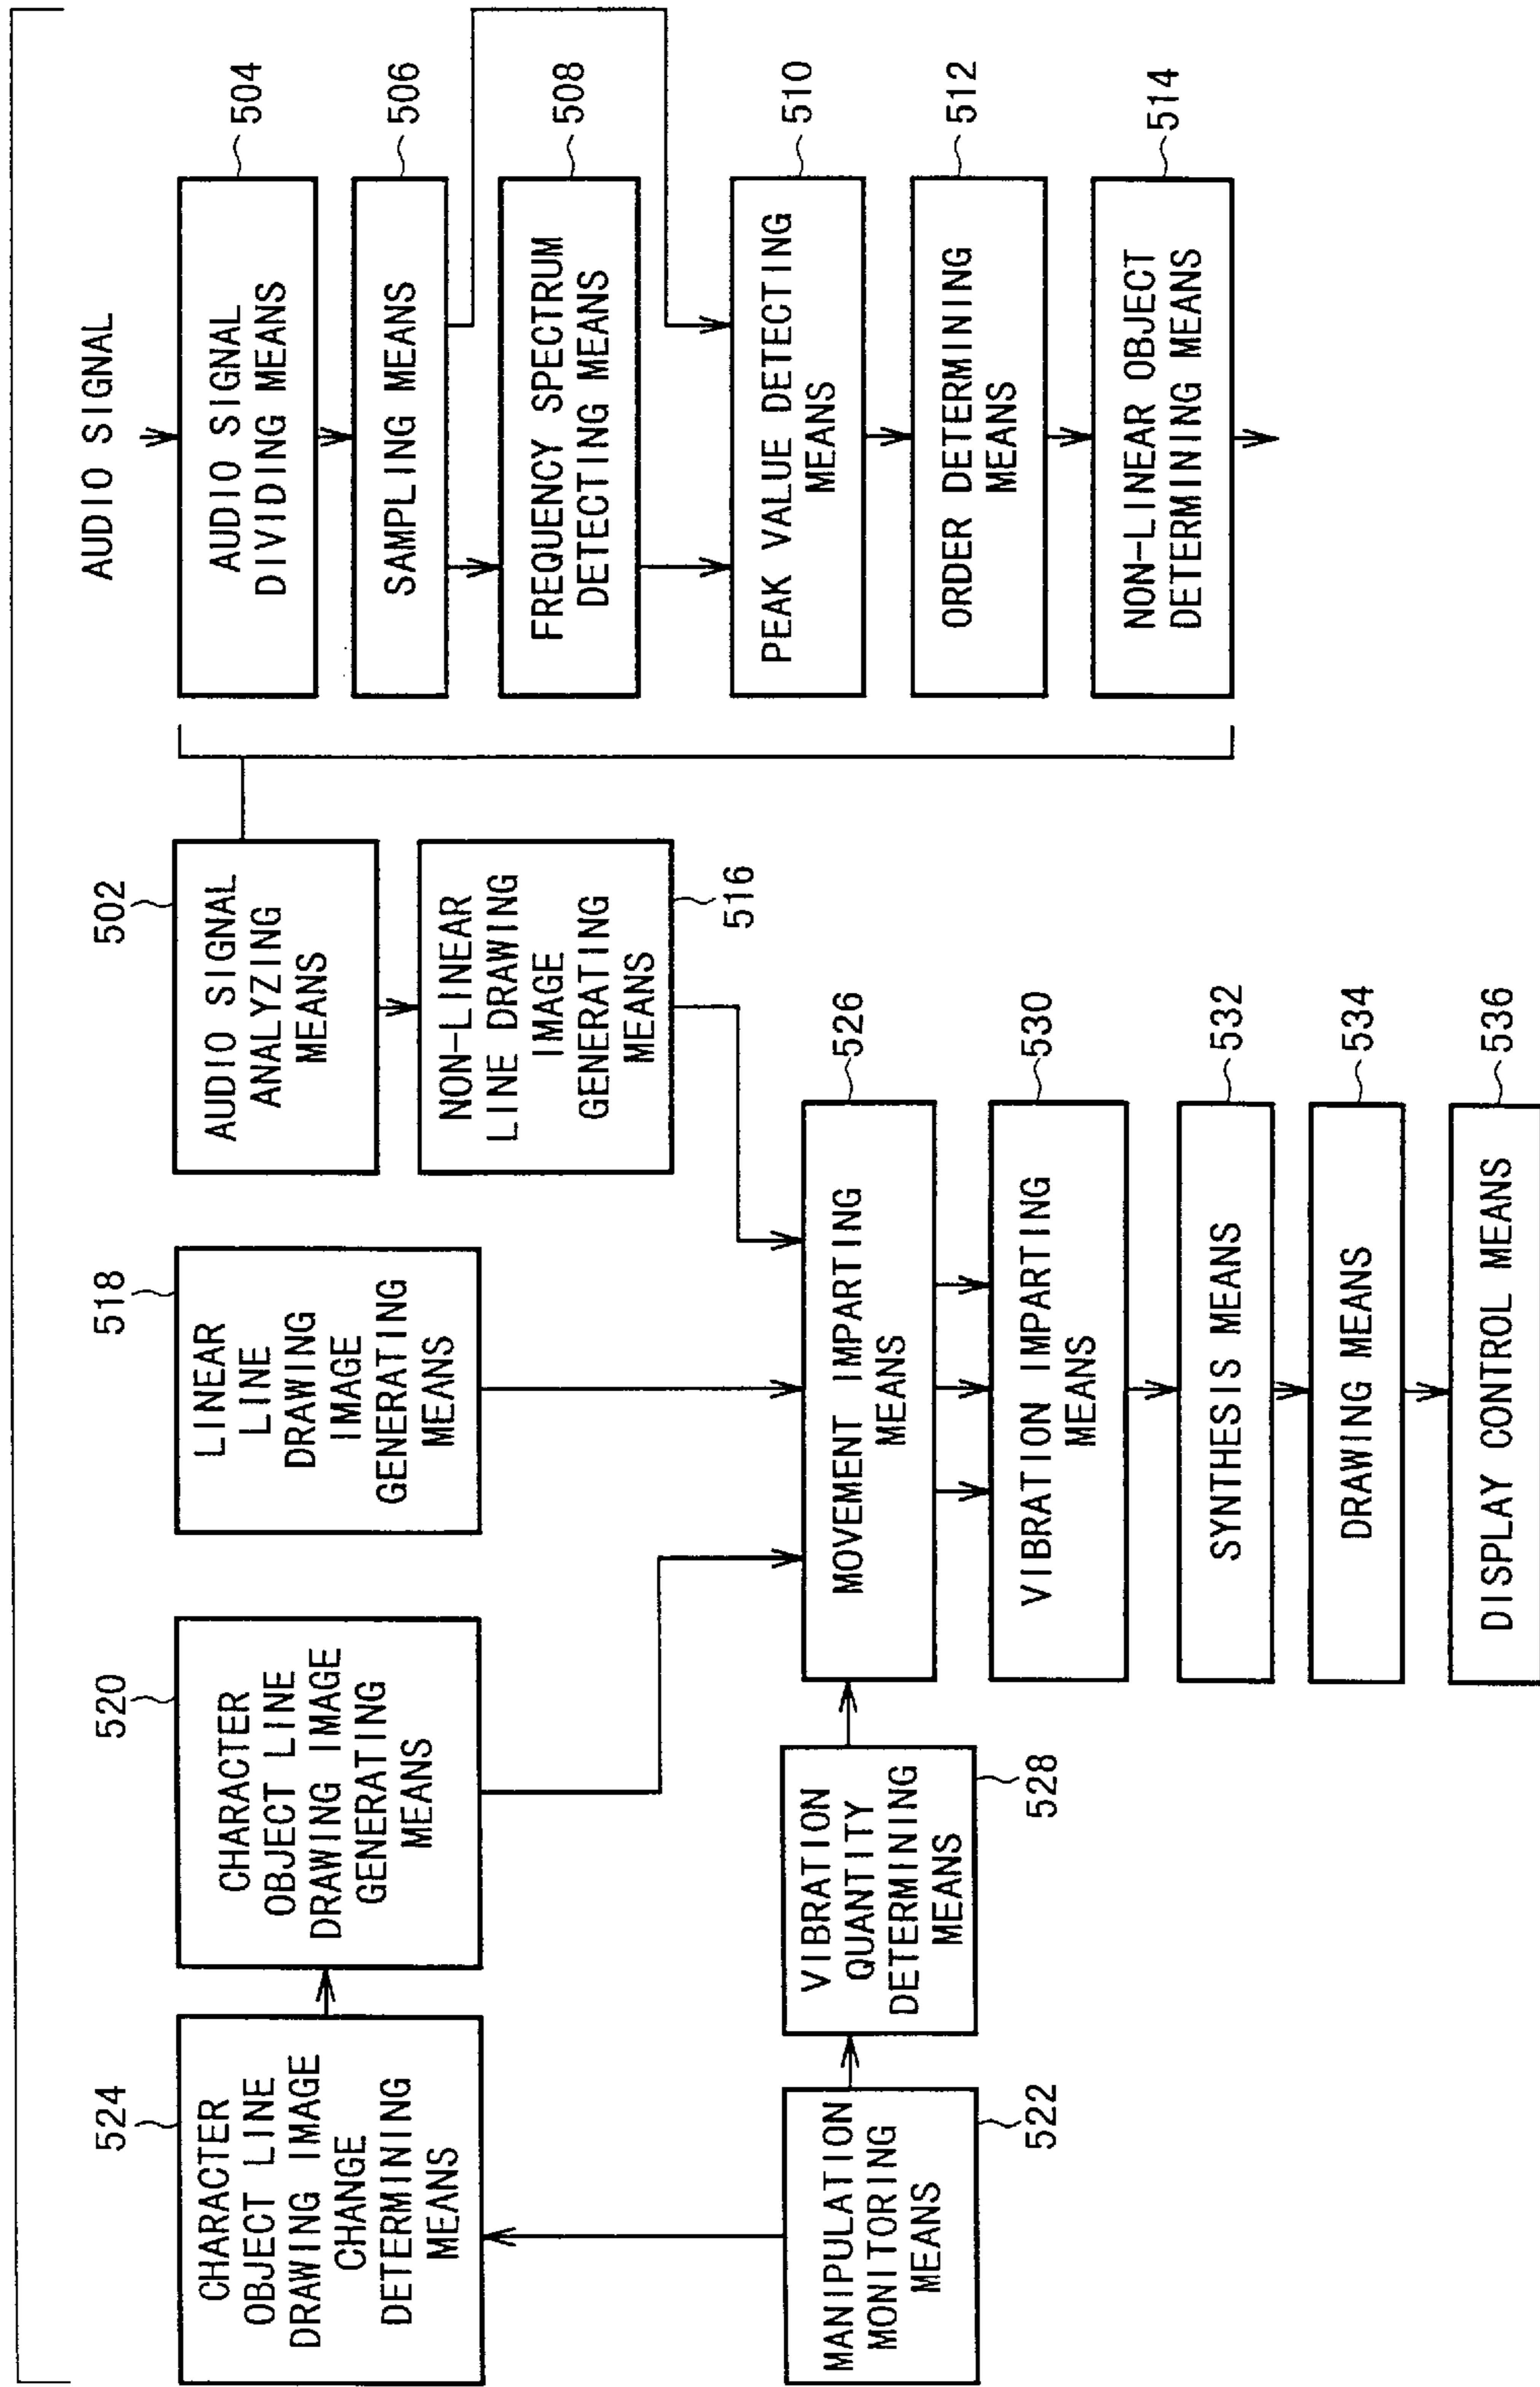 AUDIO SIGNAL
504
AUDIO SIGNAL
DIVIDING MEANS
506
SAMPLING MEANS
508
FREQUENCY SPECTRUM
DETECTING MEANS
510
PEAK VALUE DETECTING
MEANS
512
ORDER DETERMINING
MEANS
514
NON-LINEAR OBJECT
DETERMINING MEANS
502
AUDIO SIGNAL
ANALYZING
MEANS
516
NON-LINEAR
LINE DRAWING
IMAGE
GENERATING
MEANS
518
LINEAR
LINE
DRAWING
IMAGE
GENERATING
MEANS
520
CHARACTER
OBJECT LINE
DRAWING IMAGE
GENERATING
MEANS
524
CHARACTER
OBJECT LINE
DRAWING IMAGE
CHANGE
DETERMINING
MEANS
522
MANIPULATION
MONITORING
MEANS
528
VIBRATION
QUANTITY
DETERMINING
MEANS
526
MOVEMENT IMPARTING
MEANS
530
VIBRATION IMPARTING
MEANS
532
SYNTHESIS MEANS
534
DRAWING MEANS
536
DISPLAY CONTROL MEANS